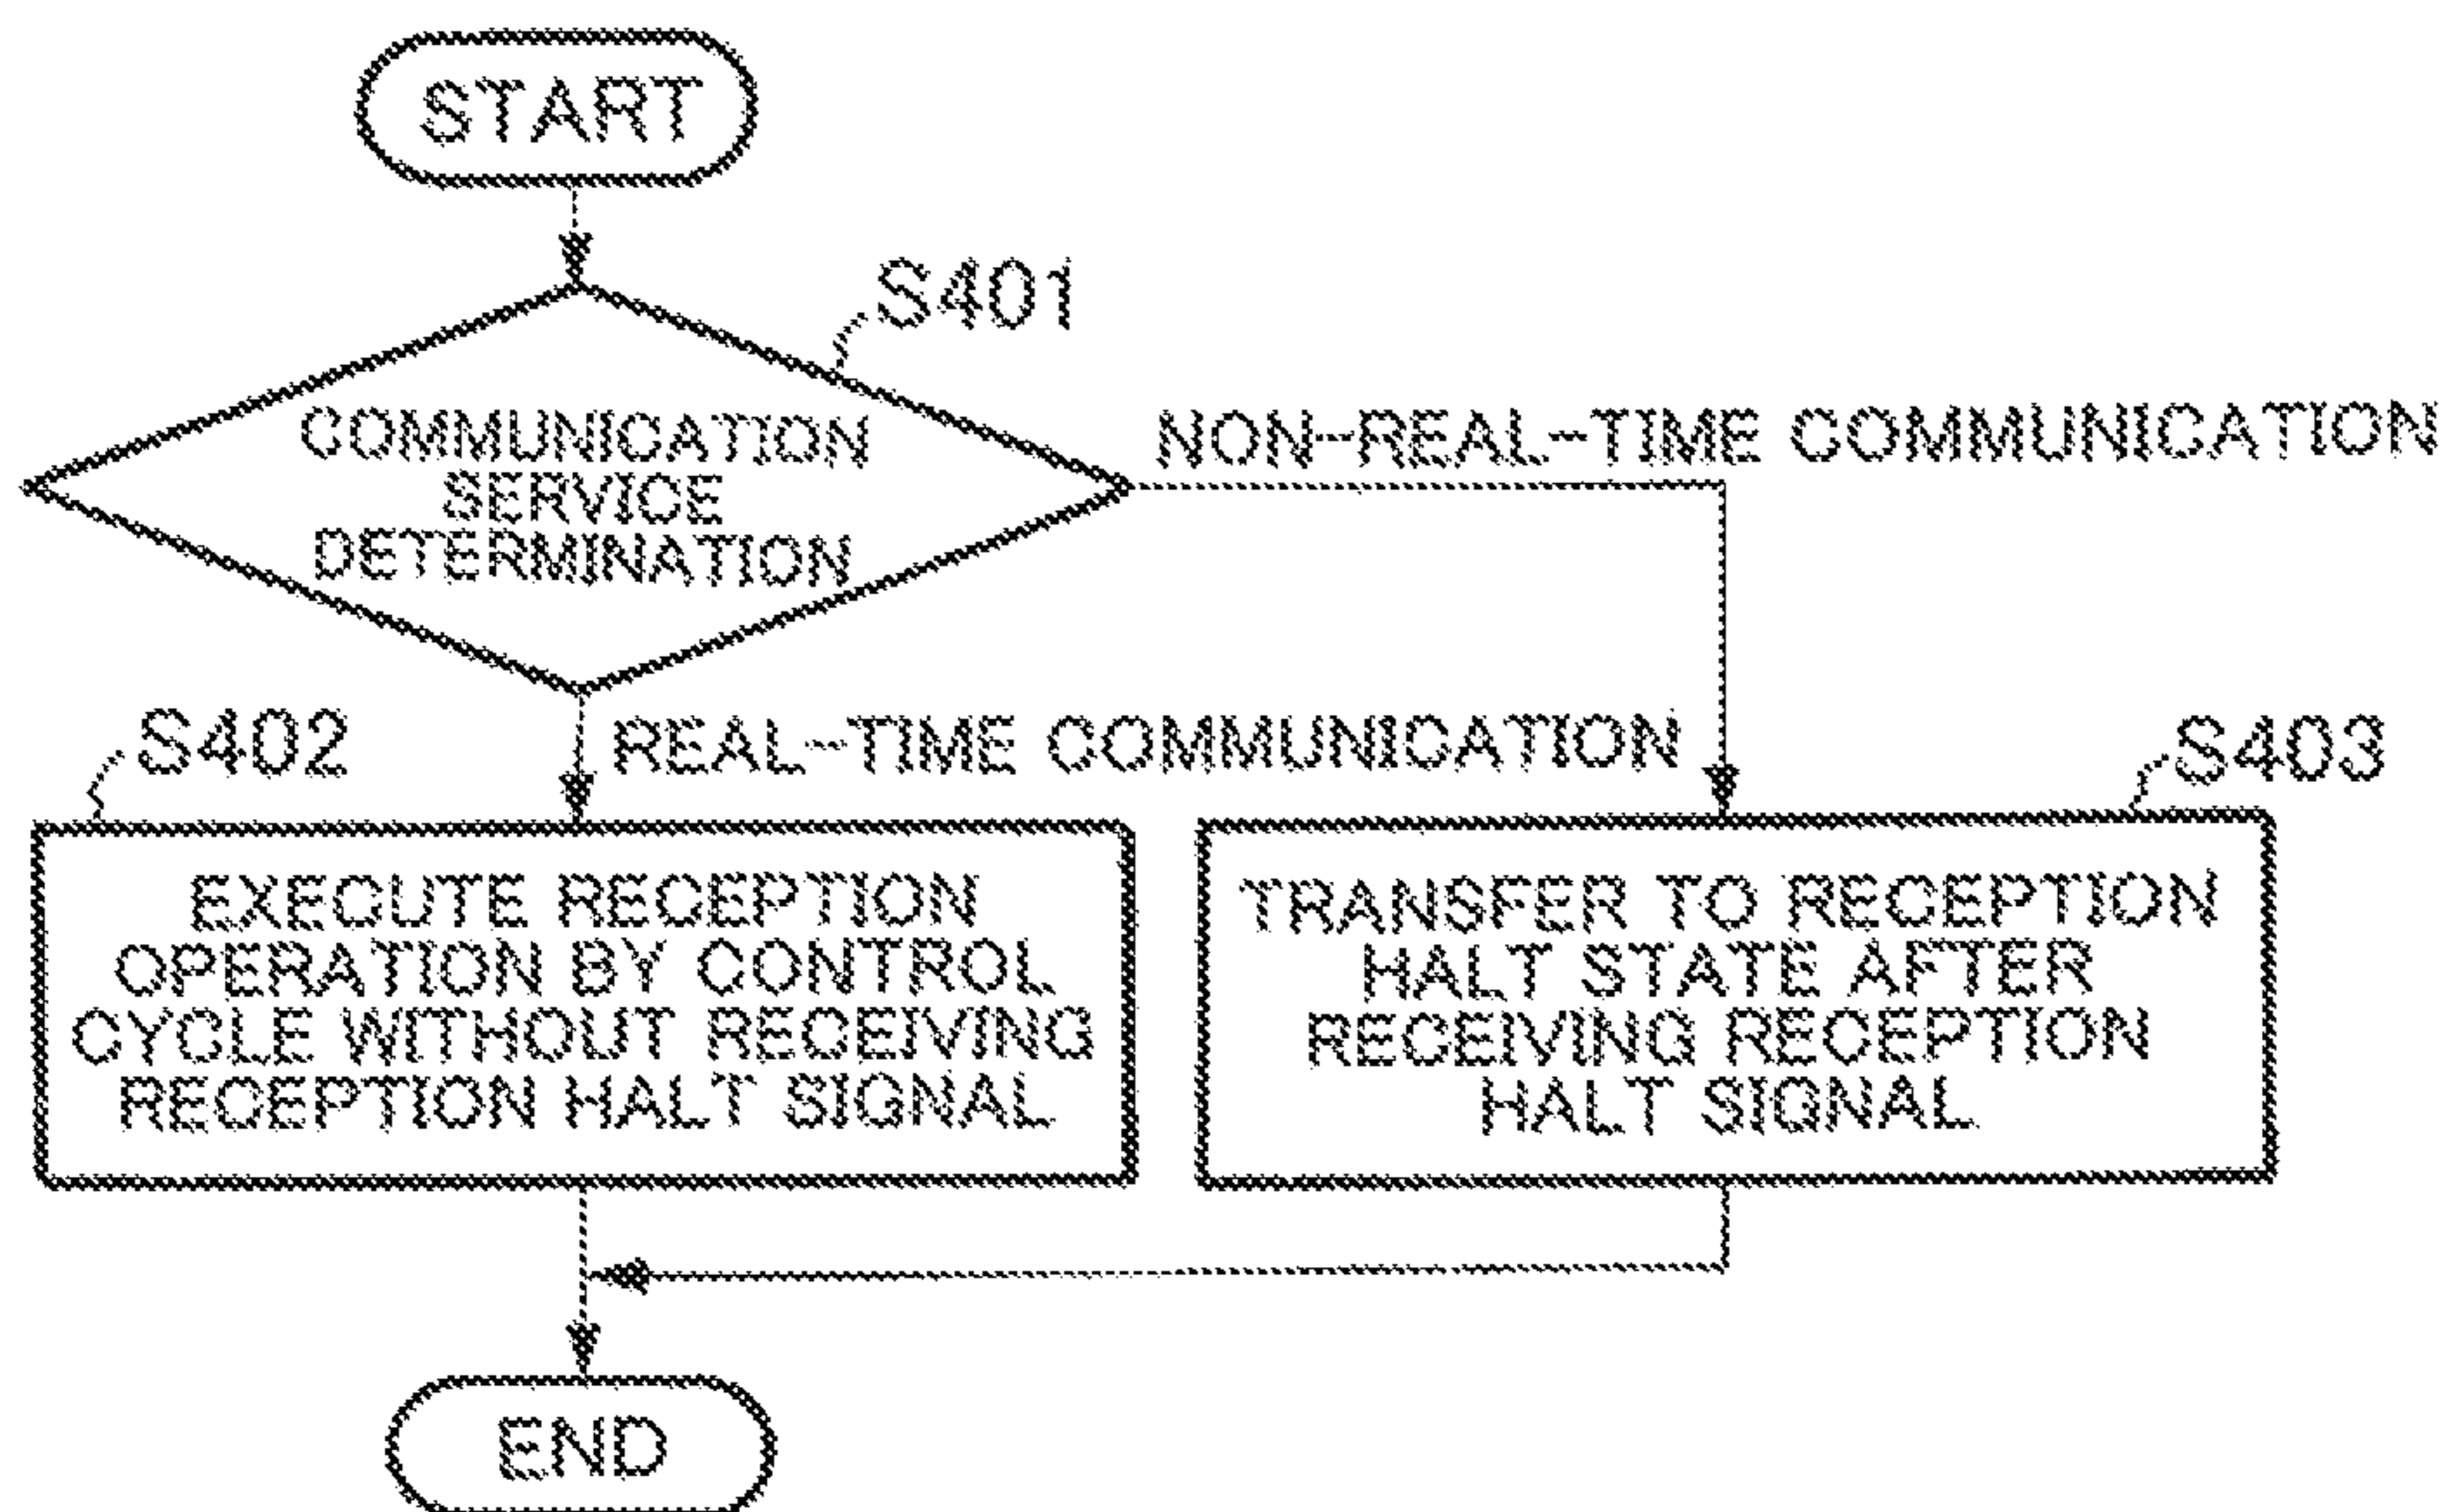 START
S401
COMMUNICATION
SERVICE
DETERMINATION
NON-REAL-TIME COMMUNICATION
S402
REAL-TIME COMMUNICATION
S403
EXECUTE RECEPTION
OPERATION BY CONTROL
CYCLE WITHOUT RECEIVING
RECEPTION HALT SIGNAL
TRANSFER TO RECEPTION
HALT STATE AFTER
RECEIVING RECEPTION
HALT SIGNAL
END